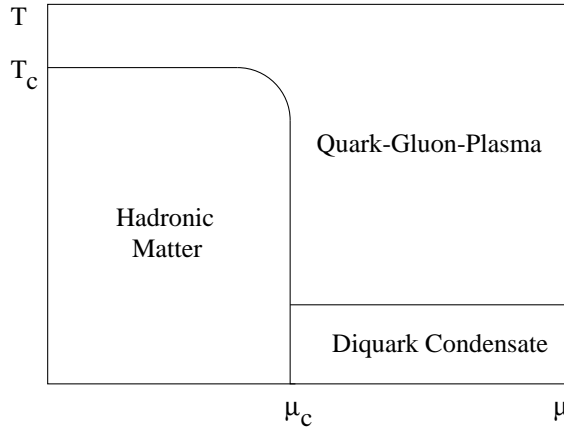 T
T_c
Quark-Gluon-Plasma
Hadronic
Matter
Diquark Condensate
μ_c
μ